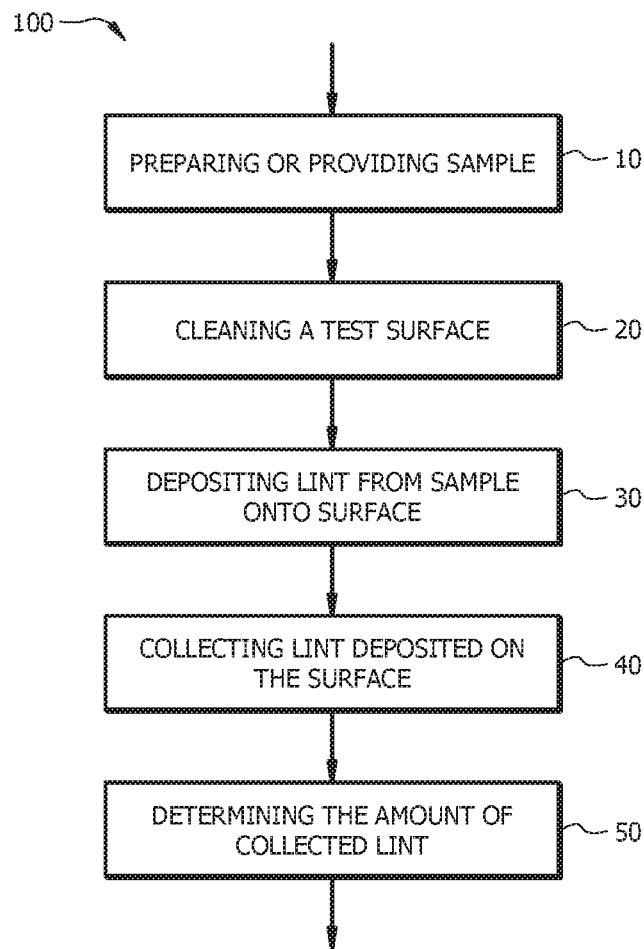 100
PREPARING OR PROVIDING SAMPLE
10
CLEANING A TEST SURFACE
20
DEPOSITING LINT FROM SAMPLE
ONTO SURFACE
30
COLLECTING LINT DEPOSITED ON
THE SURFACE
40
DETERMINING THE AMOUNT OF
COLLECTED LINT
50